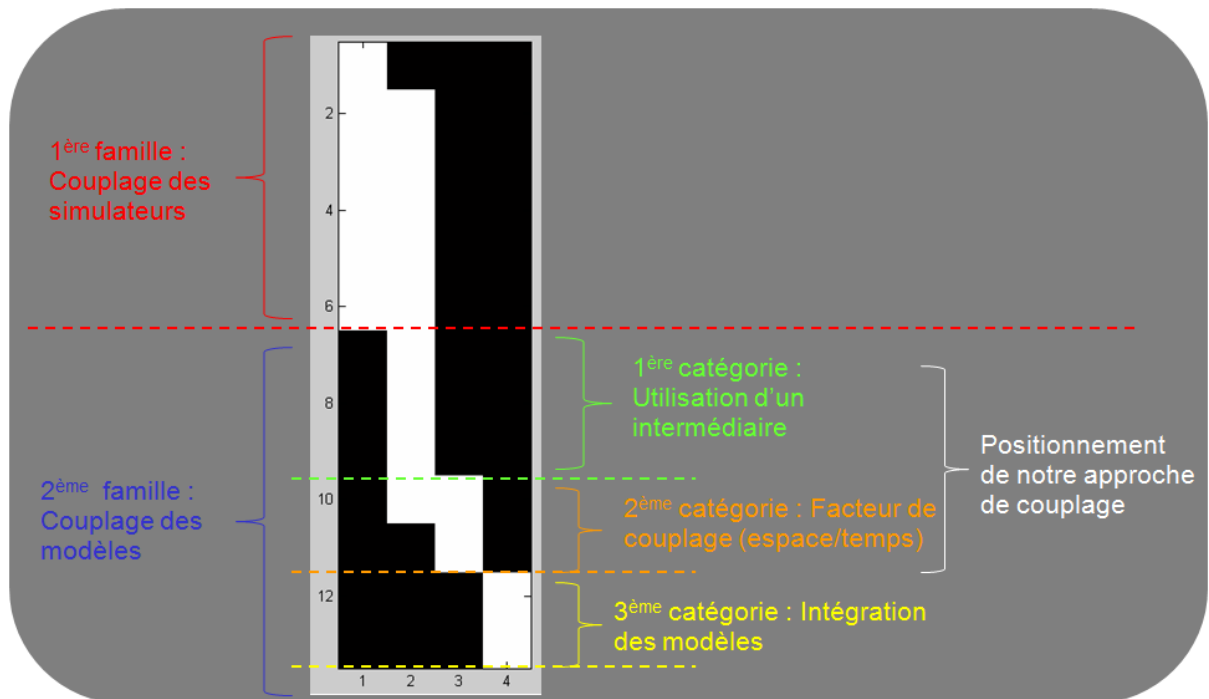 1ère famille :
Couplage des
simulateurs
2ème famille :
Couplage des
modèles
2
4
6
8
10
12
1 2 3 4
1ère catégorie :
Utilisation d'un
intermédiaire
2ème catégorie : Facteur de
couplage (espace/temps)
3ème catégorie : Intégration
des modèles
Positionnement
de notre approche
de couplage